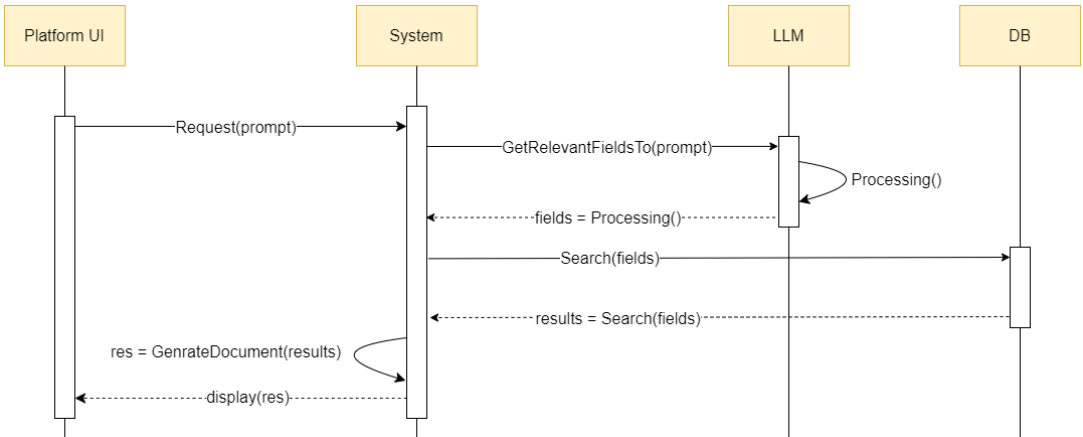 Platform UI
System
LLM
DB
Request(prompt)
GetRelevantFieldsTo(prompt)
Processing()
fields = Processing()
Search(fields)
results = Search(fields)
res = GenrateDocument(results)
display(res)